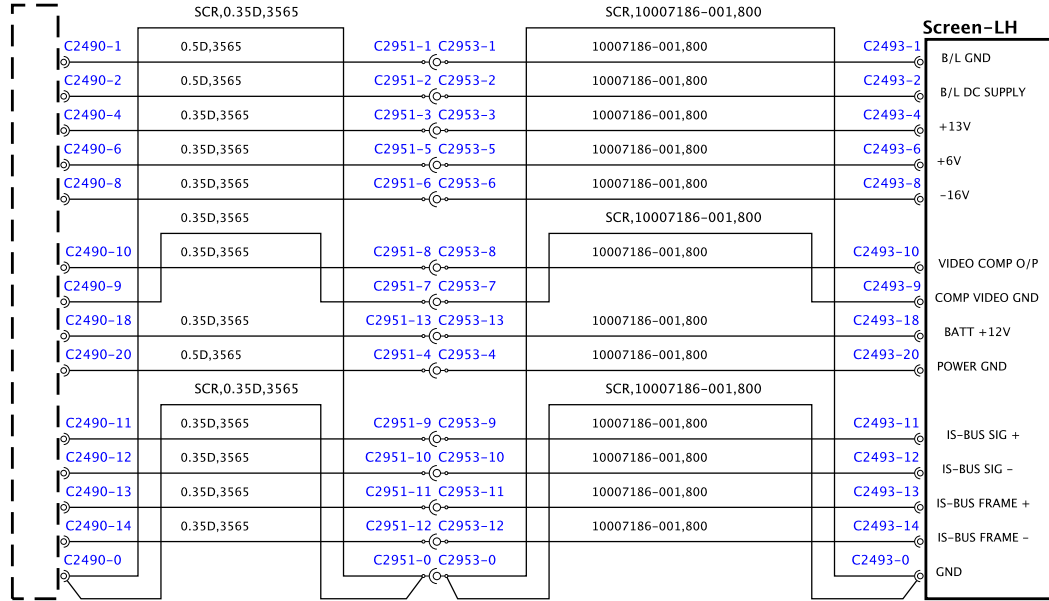 SCR,0.35D,3565 SCR,10007186-001,800
Screen-LH
C2490-1 0.5D,3565 C2951-1 C2953-1 10007186-001,800 C2493-1 B/L GND
C2490-2 0.5D,3565 C2951-2 C2953-2 10007186-001,800 C2493-2 B/L DC SUPPLY
C2490-4 0.35D,3565 C2951-3 C2953-3 10007186-001,800 C2493-4 +13V
C2490-6 0.35D,3565 C2951-5 C2953-5 10007186-001,800 C2493-6 +6V
C2490-8 0.35D,3565 C2951-6 C2953-6 10007186-001,800 C2493-8 -16V
0.35D,3565 SCR,10007186-001,800
C2490-10 0.35D,3565 C2951-8 C2953-8 10007186-001,800 C2493-10 VIDEO COMP O/P
C2490-9 C2951-7 C2953-7 C2493-9 COMP VIDEO GND
C2490-18 0.35D,3565 C2951-13 C2953-13 10007186-001,800 C2493-18 BATT +12V
C2490-20 0.5D,3565 C2951-4 C2953-4 10007186-001,800 C2493-20 POWER GND
SCR,0.35D,3565 SCR,10007186-001,800
C2490-11 0.35D,3565 C2951-9 C2953-9 10007186-001,800 C2493-11 IS-BUS SIG +
C2490-12 0.35D,3565 C2951-10 C2953-10 10007186-001,800 C2493-12 IS-BUS SIG -
C2490-13 0.35D,3565 C2951-11 C2953-11 10007186-001,800 C2493-13 IS-BUS FRAME +
C2490-14 0.35D,3565 C2951-12 C2953-12 10007186-001,800 C2493-14 IS-BUS FRAME -
C2490-0 C2951-0 C2953-0 C2493-0 GND